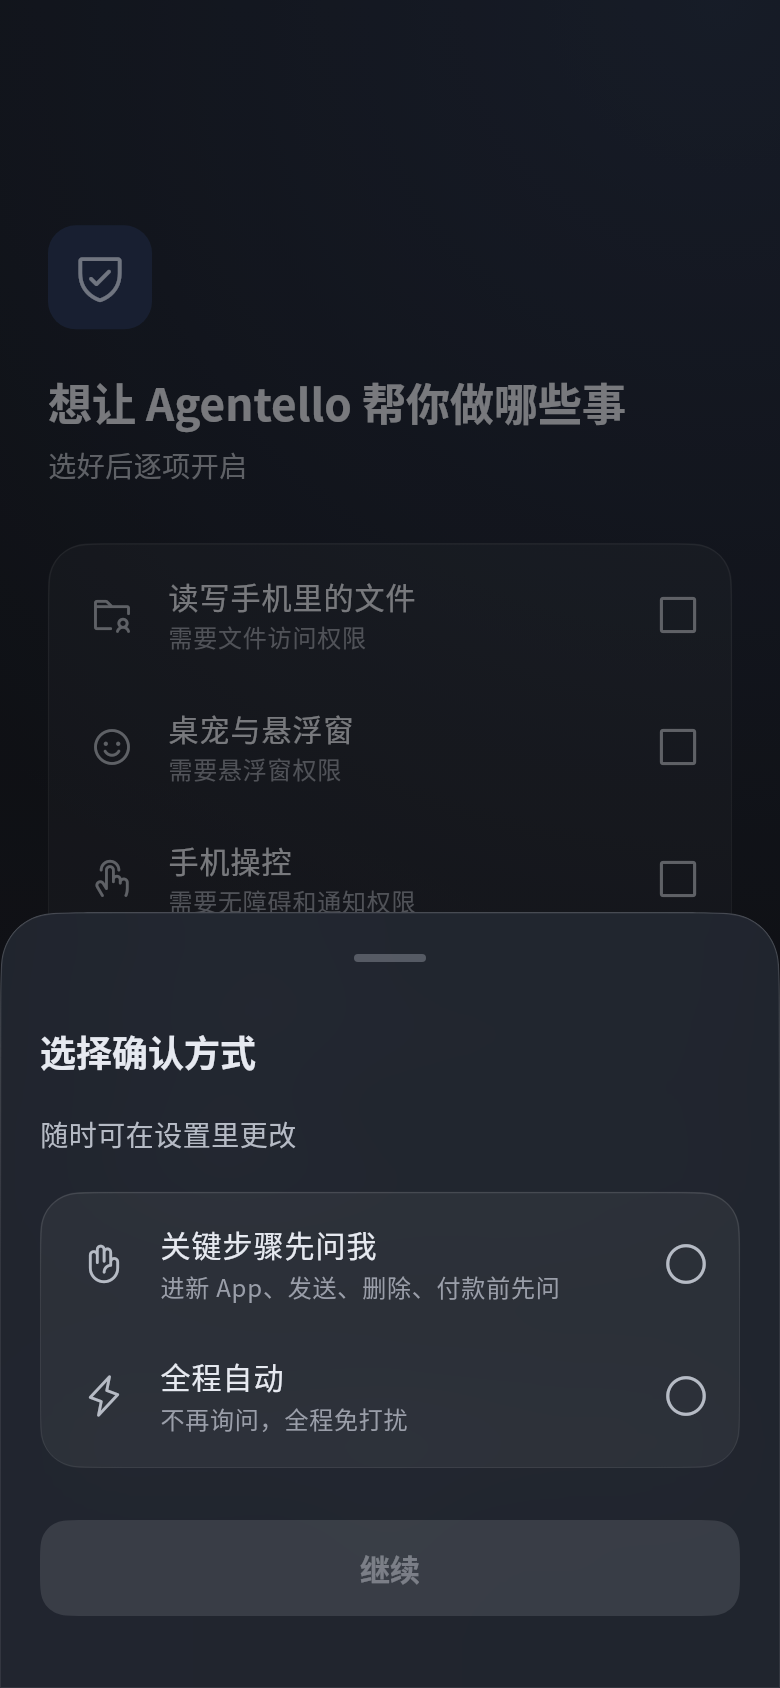 想让 Agentello 帮你做哪些事
选好后逐项开启
读写手机里的文件
需要文件访问权限
桌宠与悬浮窗
需要悬浮窗权限
手机操控
需要无障碍和通知权限
选择确认方式
随时可在设置里更改
关键步骤先问我
进新 App、发送、删除、付款前先问
全程自动
不再询问，全程免打扰
继续